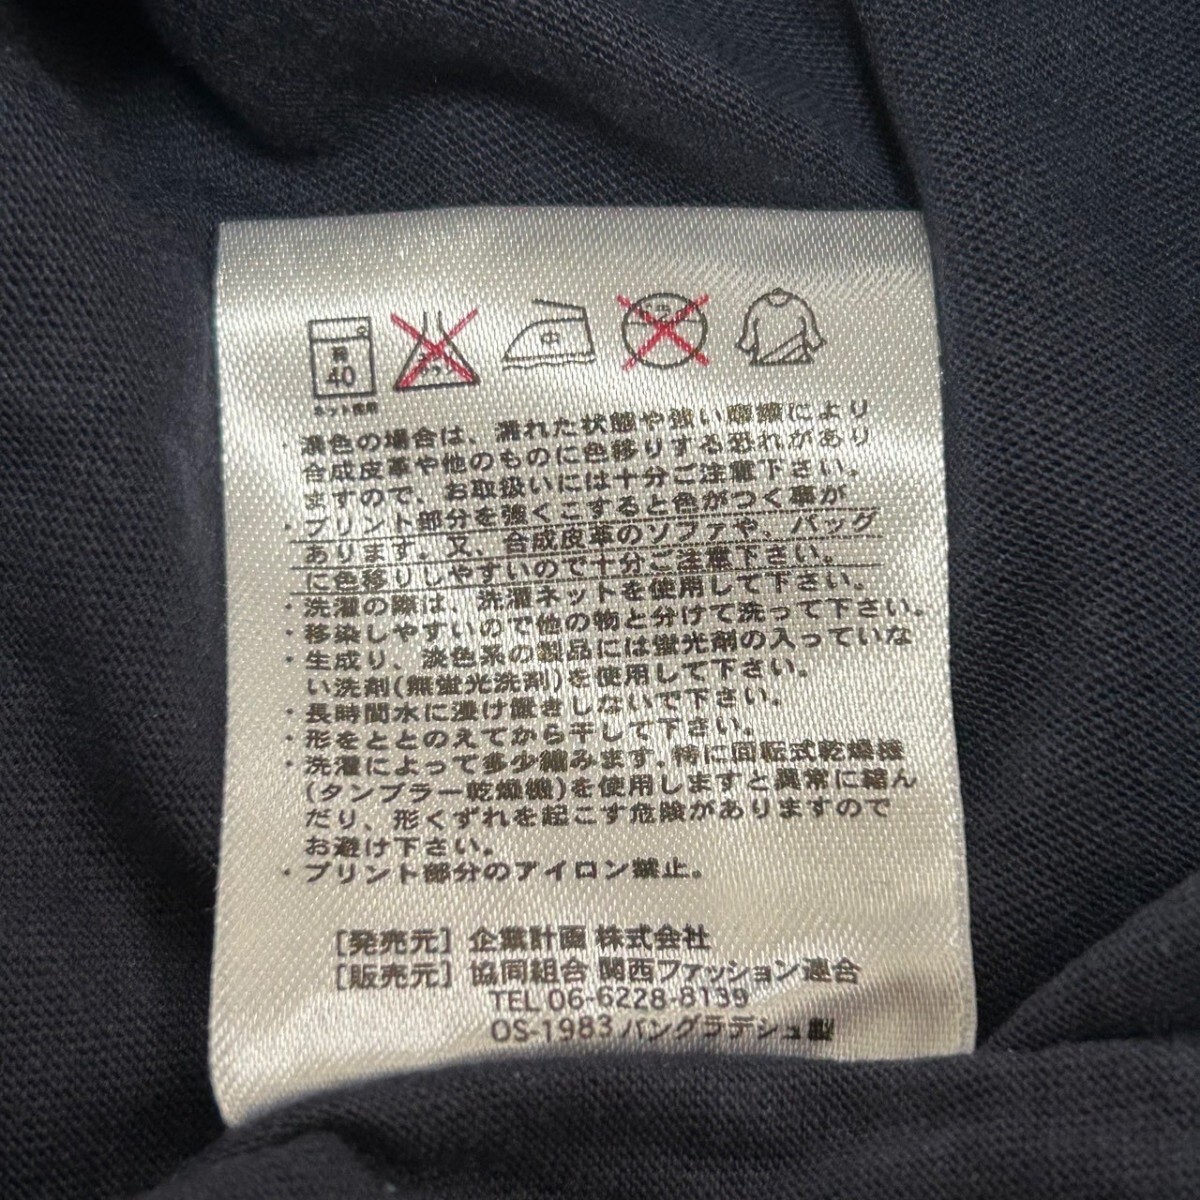 40
ネット使用
中
・濃色の場合は、濡れた状態や強い摩擦により
合成皮革や他のものに色移りする恐れがあり
ますので、お取扱いには十分ご注意下さい。
・プリント部分を強くこすると色がつく事が
あります。又、合成皮革のソファや、バッグ
に色移りしやすいので十分ご注意下さい。
・洗濯の際は、洗濯ネットを使用して下さい。
・移染しやすいので他の物と分けて洗って下さい。
・生成り、淡色系の製品には蛍光剤の入っていな
い洗剤(無蛍光洗剤)を使用して下さい。
・長時間水に浸け置きしないで下さい。
・形をととのえてから干して下さい。
・洗濯によって多少縮みます。特に回転式乾燥機
(タンブラー乾燥機)を使用しますと異常に縮ん
だり、形くずれを起こす危険がありますので
お避け下さい。
・プリント部分のアイロン禁止。
[発売元] 企業計画 株式会社
[販売元] 協同組合 関西ファッション連合
TEL 06-6228-8139
OS-1983 バングラデシュ製